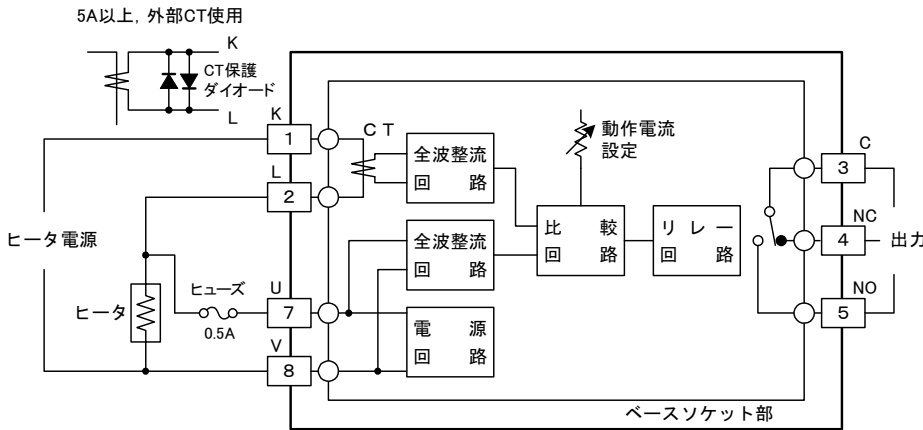 5A以上, 外部CT使用
K
CT保護
ダイオード
L
K
1
CT
全波整流
回路
動作電流
設定
C
3
L
2
ヒータ電源
全波整流
回路
比較
回路
リレー
回路
NC
4
出力
ヒータ
ヒューズ
0.5A
U
7
電源
回路
NO
5
V
8
ベースソケット部